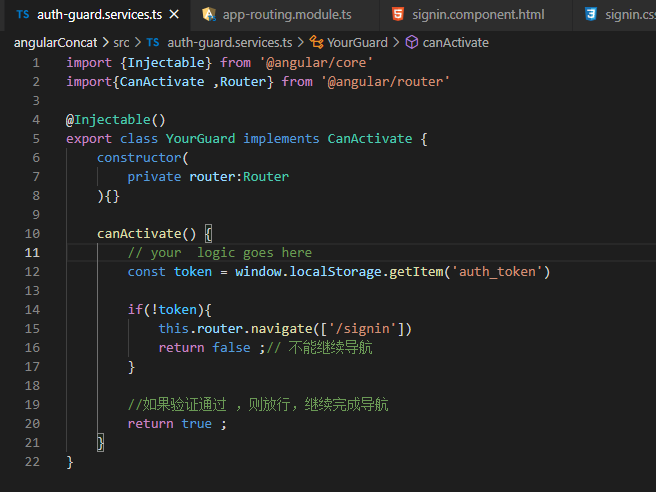 TS auth-guard.services.ts × app-routing.module.ts signin.component.html signin.css
angularConcat > src > TS auth-guard.services.ts > YourGuard > canActivate
1 import {Injectable} from '@angular/core'
2 import{CanActivate ,Router} from '@angular/router'
3
4 @Injectable()
5 export class YourGuard implements CanActivate {
6 constructor(
7 private router:Router
8 ){}
9
10 canActivate() {
11 // your  logic goes here
12 const token = window.localStorage.getItem('auth_token')
13
14 if(!token){
15 this.router.navigate(['/signin'])
16 return false ;// 不能继续导航
17 }
18
19 //如果验证通过 ，则放行，继续完成导航
20 return true ;
21 }
22 }